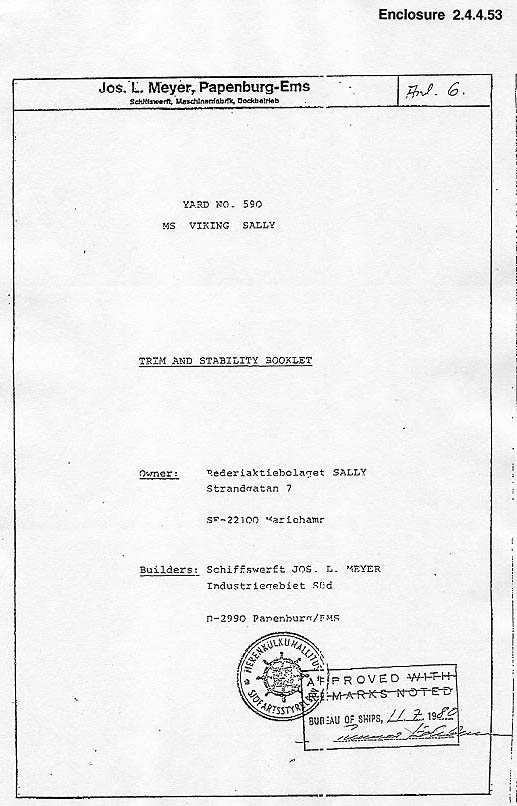 Enclosure 2.4.4.53
Jos. L. Meyer, Papenburg-Ems
Schiffswerft, Maschinenfabrik, Dockbetrieb
Anl. 6.
YARD NO. 590
MS VIKING SALLY
TRIM AND STABILITY BOOKLET
Owner: Rederiaktiebolaget SALLY
Strandgatan 7
SF-22100 Mariehamr
Builders: Schiffswerft JOS. L. MEYER
Industriegebiet Süd
D-2990 Papenburg/EMS
MERENKULKUHALLITUS
SJÖFARTSSTYRELSEN
APPROVED WITH
REMARKS NOTED
BUREAU OF SHIPS, 11.7.1980